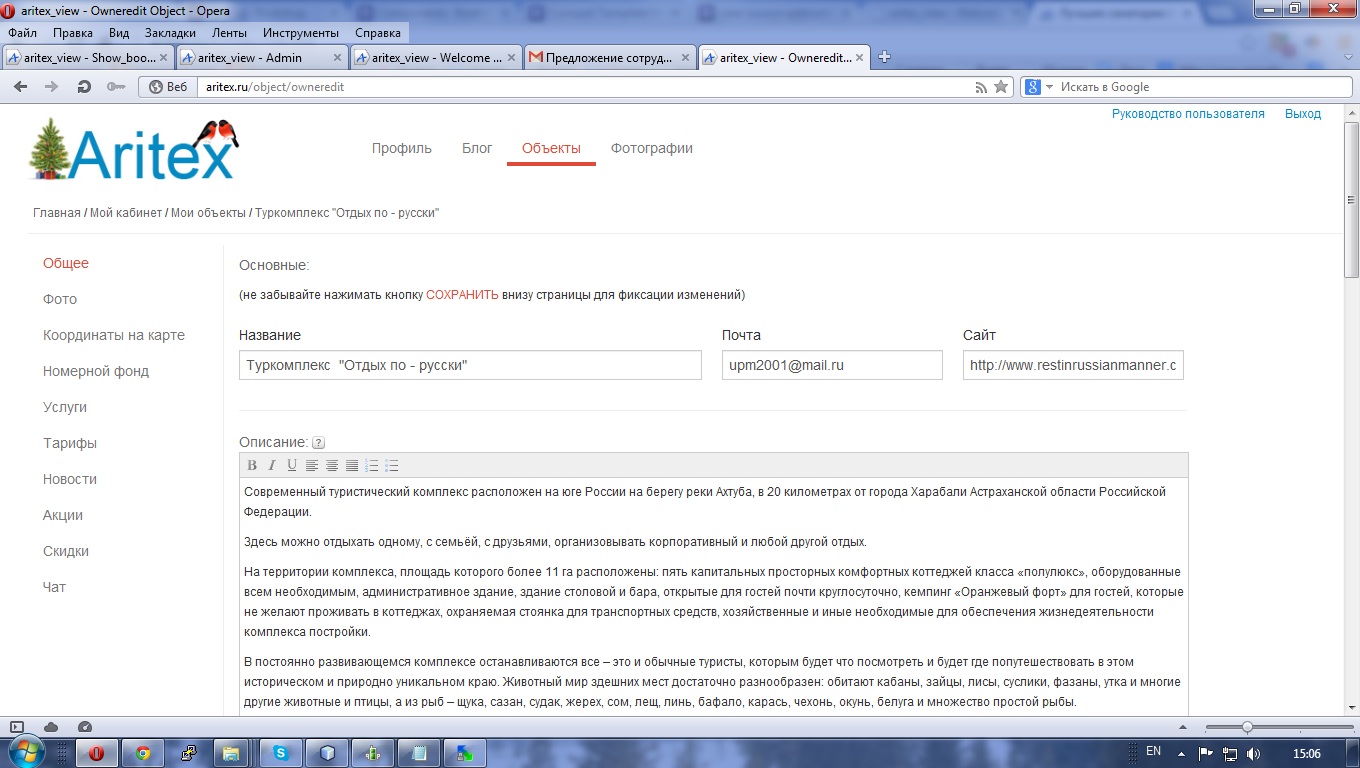 aritex_view - Owneredit Object - Opera
Файл Правка Вид Закладки Ленты Инструменты Справка
aritex_view - Show_boo... aritex_view - Admin aritex_view - Welcome ... Предложение сотруд... aritex_view - Owneredit...
Веб aritex.ru/object/owneredit Искать в Google
Руководство пользователя Выход
Aritex
Профиль Блог Объекты Фотографии
Главная / Мой кабинет / Мои объекты / Туркомплекс "Отдых по - русски"
Общее
Фото
Координаты на карте
Номерной фонд
Услуги
Тарифы
Новости
Акции
Скидки
Чат
Основные:
(не забывайте нажимать кнопку СОХРАНИТЬ внизу страницы для фиксации изменений)
Название Почта Сайт
Туркомплекс "Отдых по - русски" upm2001@mail.ru http://www.restinrussianmanner.c
Описание: ?
B I U
Современный туристический комплекс расположен на юге России на берегу реки Ахтуба, в 20 километрах от города Харабали Астраханской области Российской
Федерации.
Здесь можно отдыхать одному, с семьёй, с друзьями, организовывать корпоративный и любой другой отдых.
На территории комплекса, площадь которого более 11 га расположены: пять капитальных просторных комфортных коттеджей класса «полулюкс», оборудованные
всем необходимым, административное здание, здание столовой и бара, открытые для гостей почти круглосуточно, кемпинг «Оранжевый форт» для гостей, которые
не желают проживать в коттеджах, охраняемая стоянка для транспортных средств, хозяйственные и иные необходимые для обеспечения жизнедеятельности
комплекса постройки.
В постоянно развивающемся комплексе останавливаются все – это и обычные туристы, которым будет что посмотреть и будет где попутешествовать в этом
историческом и природно уникальном краю. Животный мир здешних мест достаточно разнообразен: обитают кабаны, зайцы, лисы, суслики, фазаны, утка и многие
другие животные и птицы, а из рыб – щука, сазан, судак, жерех, сом, лещ, линь, бафало, карась, чехонь, окунь, белуга и множество простой рыбы.
EN 15:06